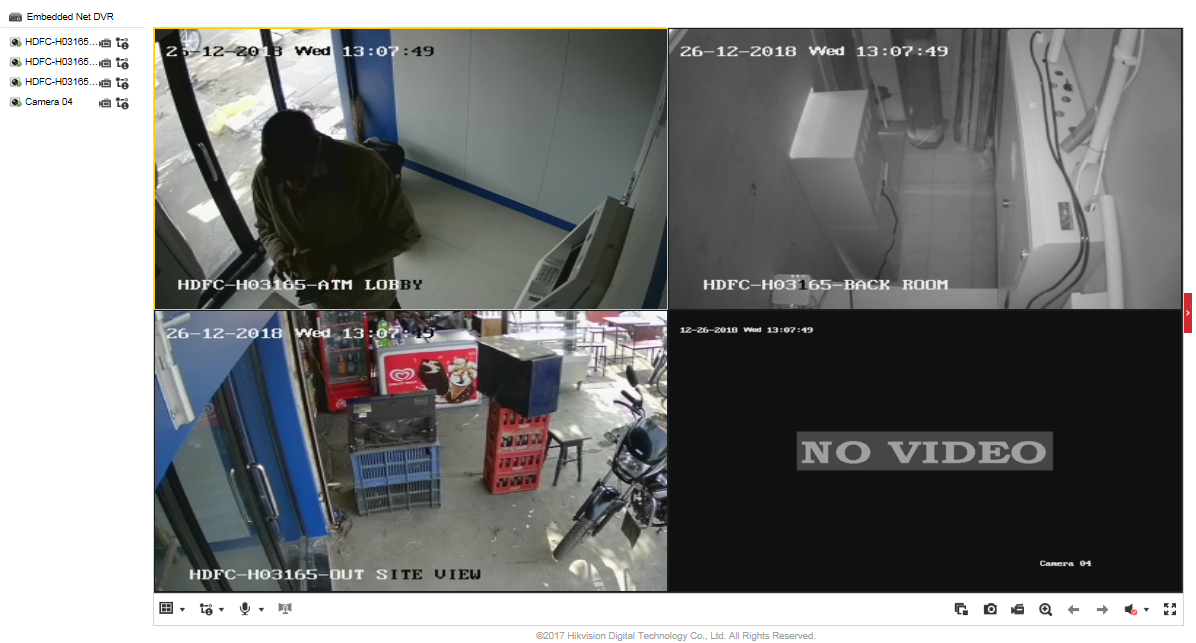 Embedded Net DVR
HDFC-H03165...
HDFC-H03165...
HDFC-H03165...
Camera 04
26-12-2018 Wed 13:07:49
HDFC-H03165-ATM LOBBY
26-12-2018 Wed 13:07:49
HDFC-H03165-BACK ROOM
26-12-2018 Wed 13:07:49
HDFC-H03165-OUT SITE VIEW
12-26-2018 Wed 13:07:49
NO VIDEO
Camera 04
©2017 Hikvision Digital Technology Co., Ltd. All Rights Reserved.